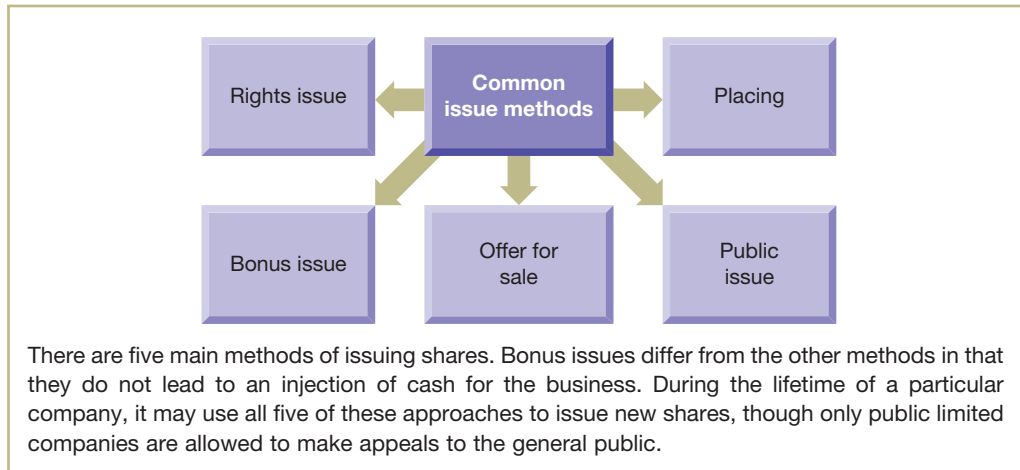 Rights issue
Common
issue methods
Placing
Bonus issue
Offer for
sale
Public
issue
There are five main methods of issuing shares. Bonus issues differ from the other methods in that
they do not lead to an injection of cash for the business. During the lifetime of a particular
company, it may use all five of these approaches to issue new shares, though only public limited
companies are allowed to make appeals to the general public.